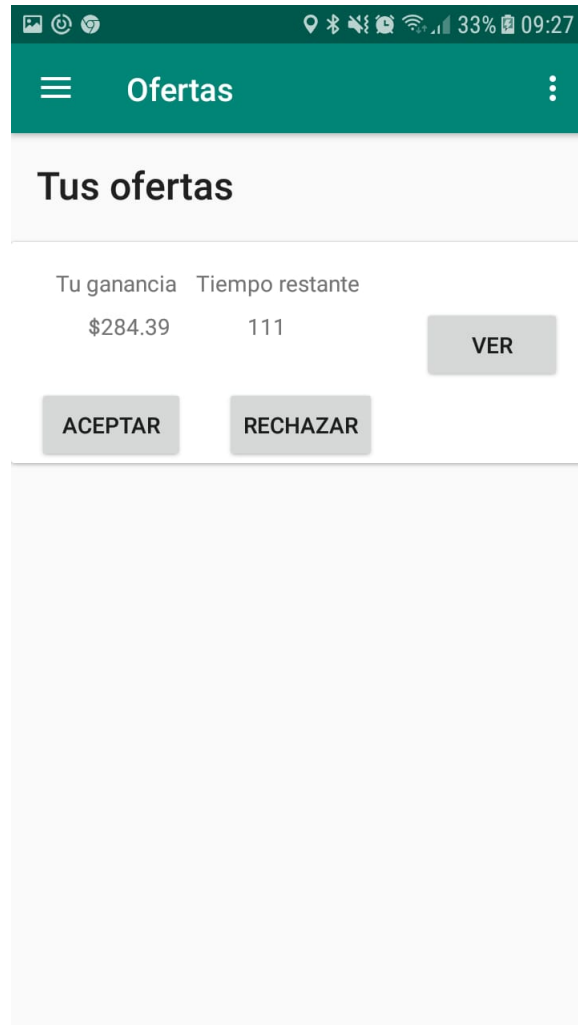 33% 09:27
Ofertas
Tus ofertas
Tu ganancia Tiempo restante
$284.39 111
VER
ACEPTAR RECHAZAR